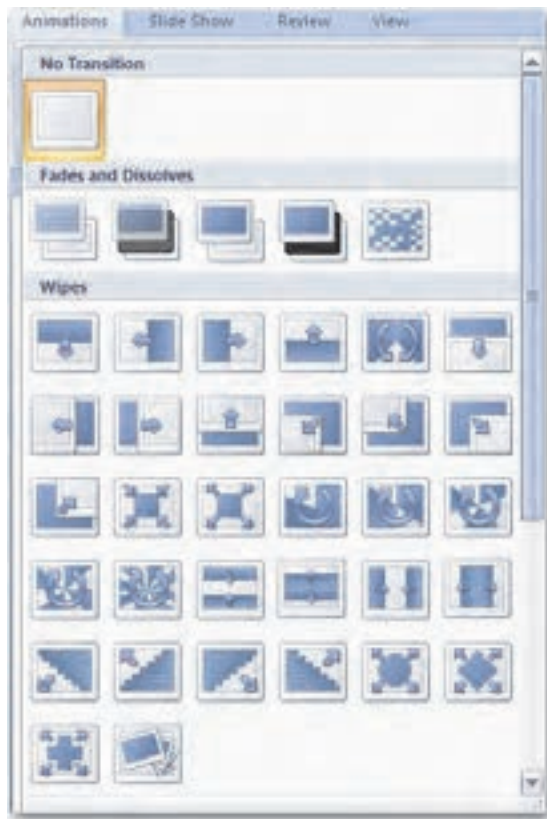 Animations Slide Show Review View
No Transition
Fades and Dissolves
Wipes